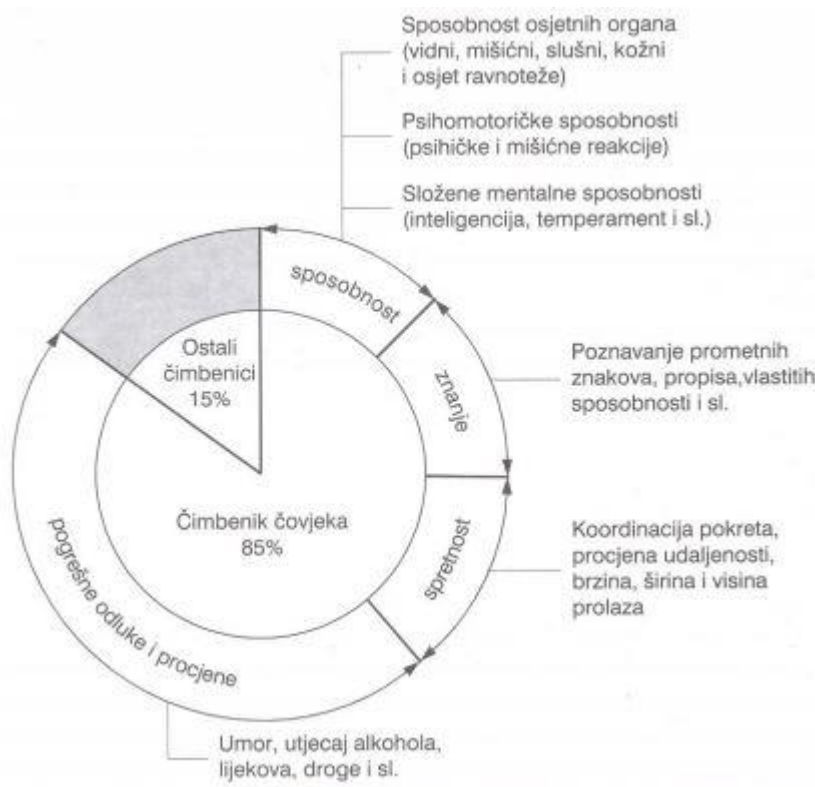 Sposobnost osjetnih organa
(vidni, mišićni, slušni, kožni
i osjet ravnoteže)
Psihomotoričke sposobnosti
(psihičke i mišićne reakcije)
Složene mentalne sposobnosti
(inteligencija, temperament i sl.)
sposobnost
Ostali
čimbenici
15%
znanje
Poznavanje prometnih
znakova, propisa,vlastitih
sposobnosti i sl.
Čimbenik čovjeka
85%
spretnost
Koordinacija pokreta,
procjena udaljenosti,
brzina, širina i visina
prolaza
pogrešne odluke i procjene
Umor, utjecaj alkohola,
lijekova, droge i sl.